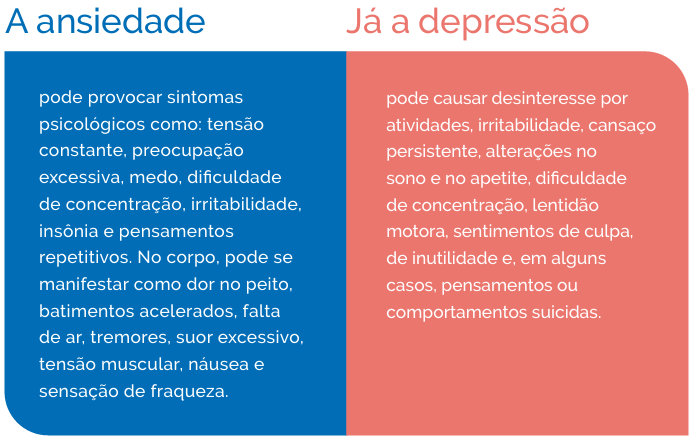 A ansiedade
pode provocar sintomas
psicológicos como: tensão
constante, preocupação
excessiva, medo, dificuldade
de concentração, irritabilidade,
insônia e pensamentos
repetitivos. No corpo, pode se
manifestar como dor no peito,
batimentos acelerados, falta
de ar, tremores, suor excessivo,
tensão muscular, náusea e
sensação de fraqueza.
Já a depressão
pode causar desinteresse por
atividades, irritabilidade, cansaço
persistente, alterações no
sono e no apetite, dificuldade
de concentração, lentidão
motora, sentimentos de culpa,
de inutilidade e, em alguns
casos, pensamentos ou
comportamentos suicidas.